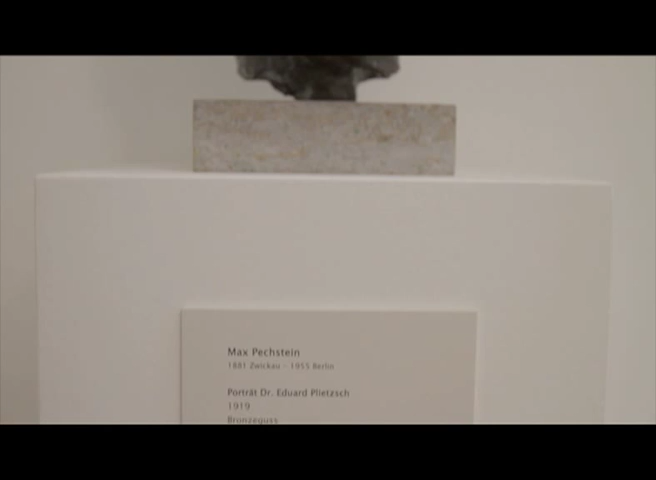 Max Pechstein
1881 Zwickau - 1955 Berlin
Porträt Dr. Eduard Plietzsch
1919
Bronzeguss